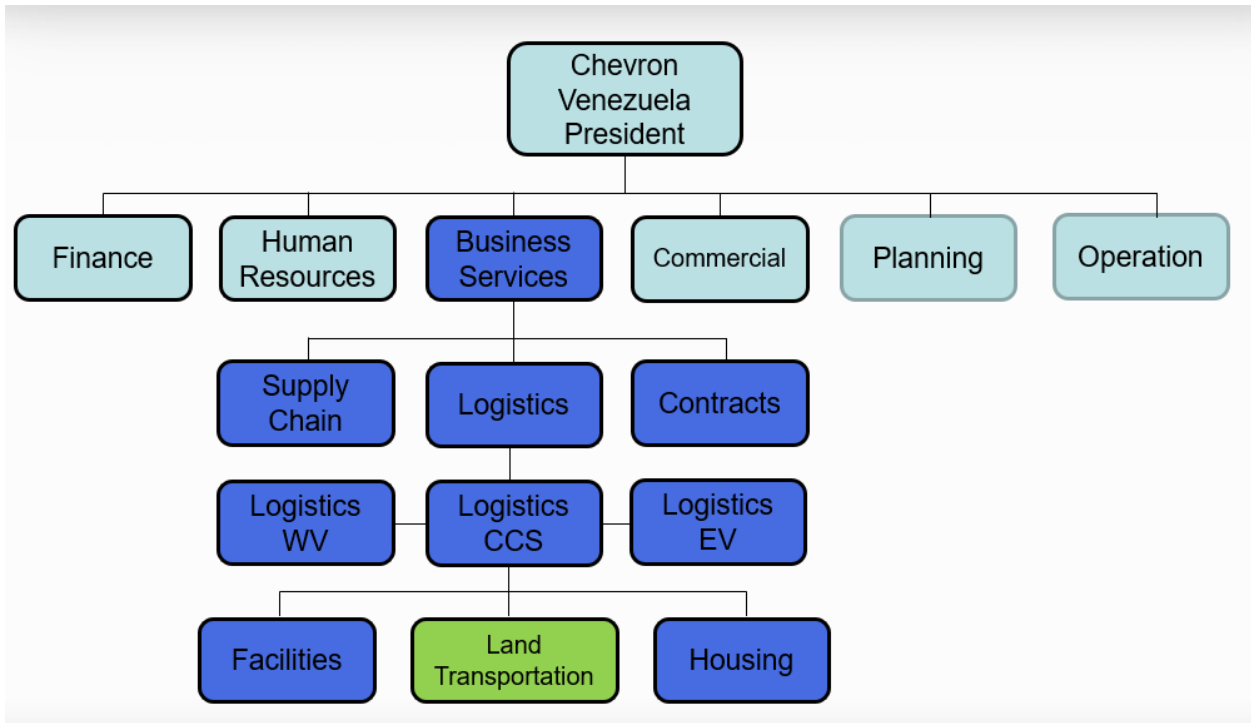 Chevron
Venezuela
President
Finance
Human
Resources
Business
Services
Commercial
Planning
Operation
Supply
Chain
Logistics
Contracts
Logistics
WV
Logistics
CCS
Logistics
EV
Facilities
Land
Transportation
Housing